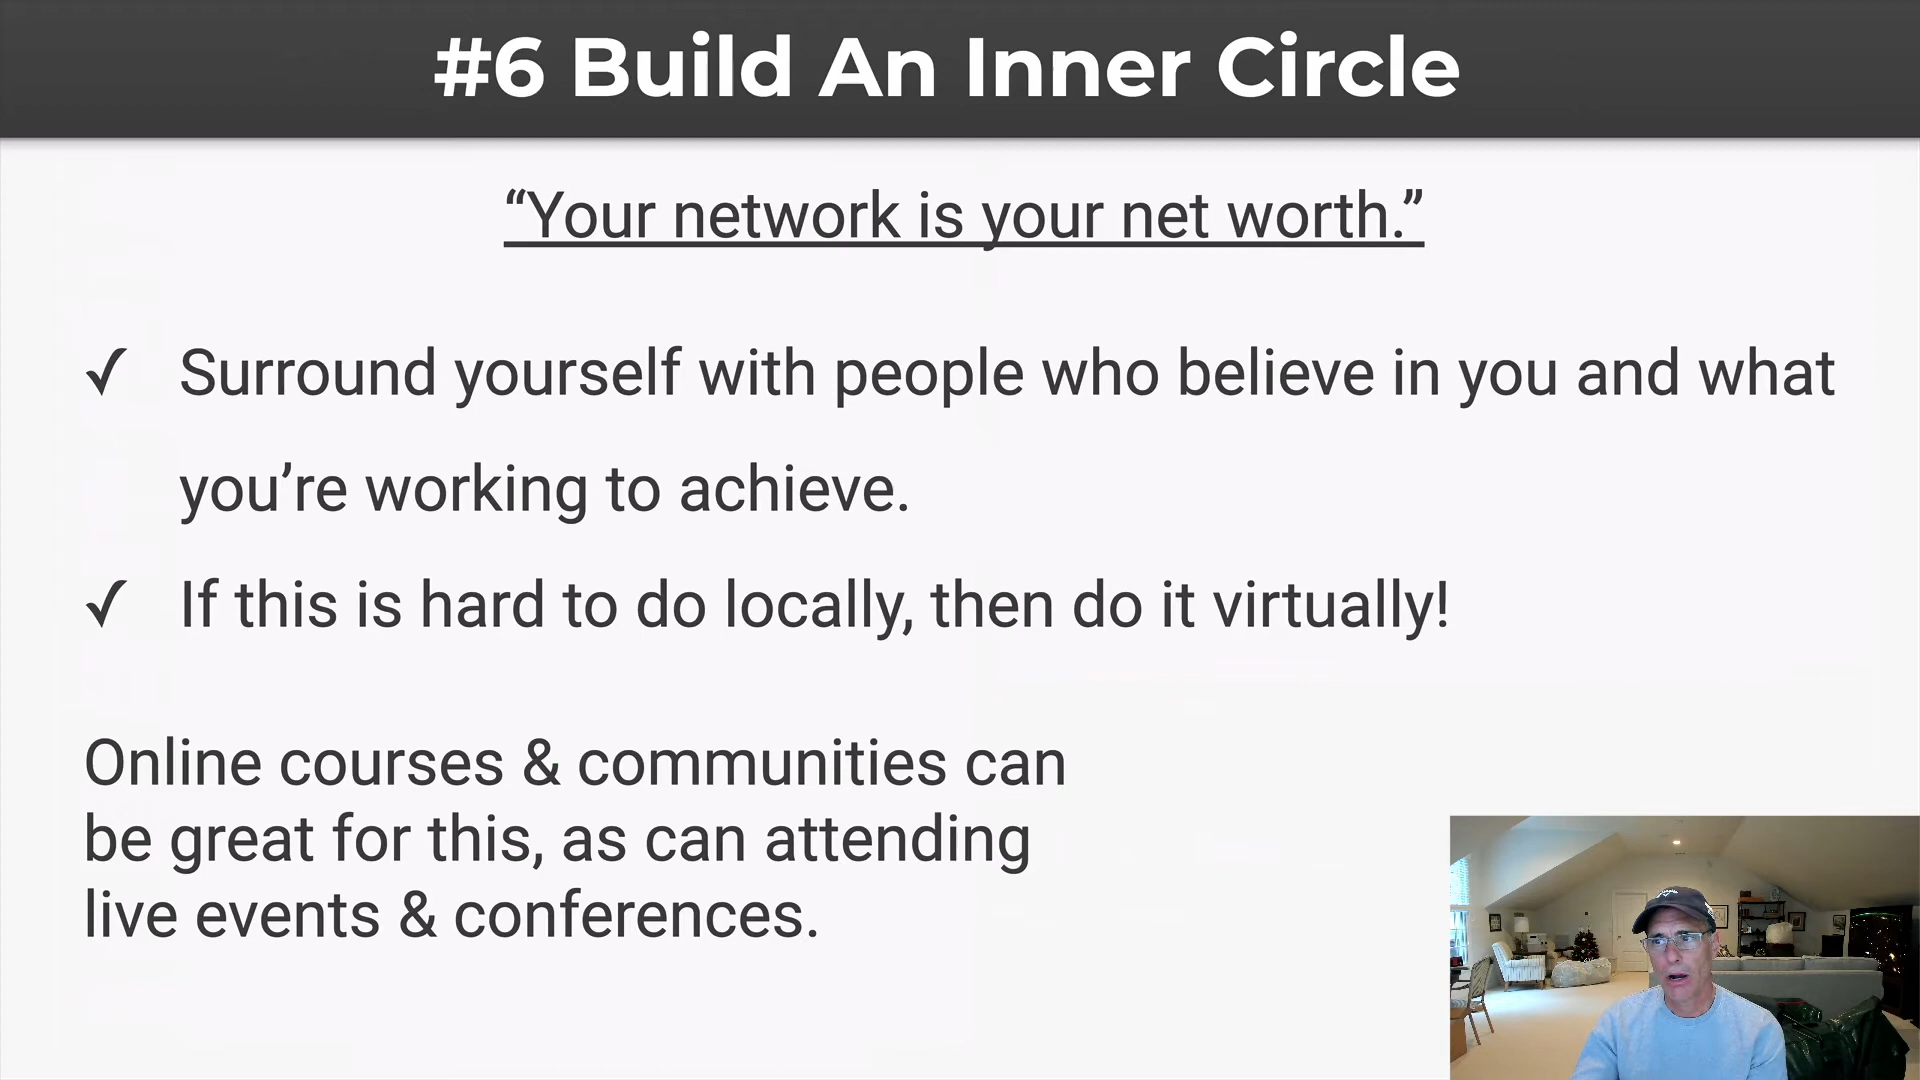 #6 Build An Inner Circle
“Your network is your net worth.”
✓ Surround yourself with people who believe in you and what
you’re working to achieve.
✓ If this is hard to do locally, then do it virtually!
Online courses & communities can
be great for this, as can attending
live events & conferences.